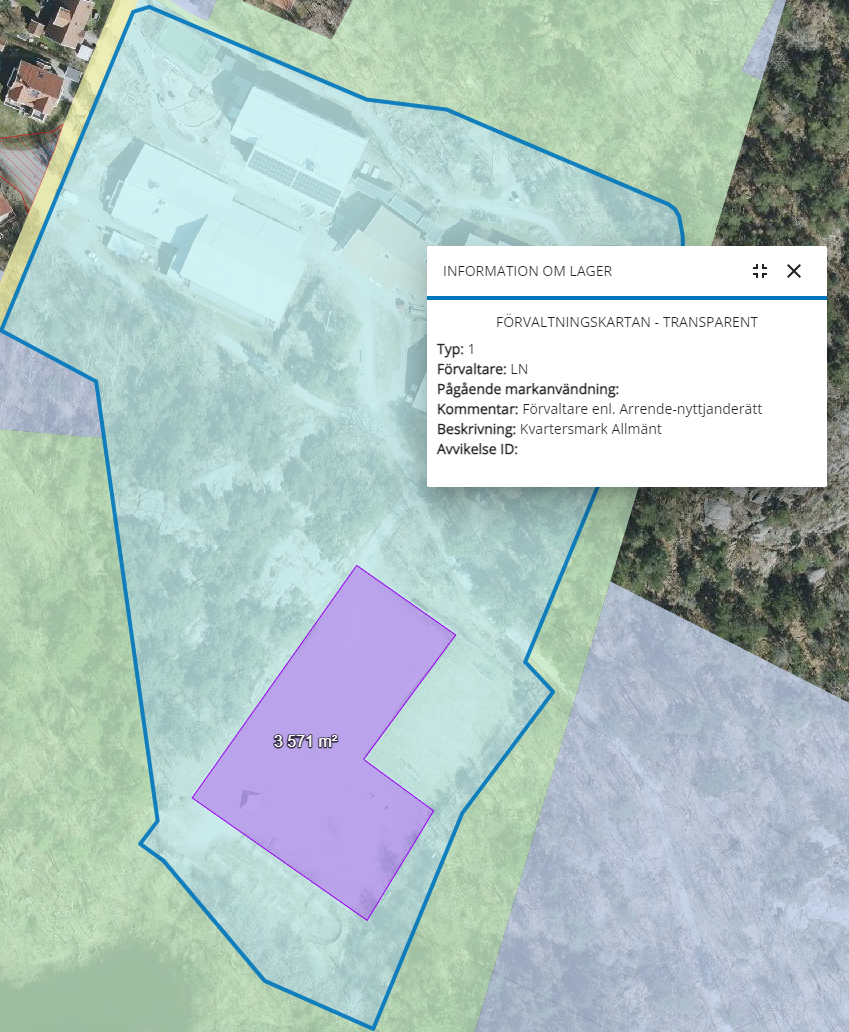 INFORMATION OM LAGER
FÖRVALTNINGSKARTAN - TRANSPARENT
Typ: 1
Förvaltare: LN
Pågående markanvändning:
Kommentar: Förvaltare enl. Arrende-nyttjanderätt
Beskrivning: Kvartersmark Allmänt
Avvikelse ID:
3 571 m²